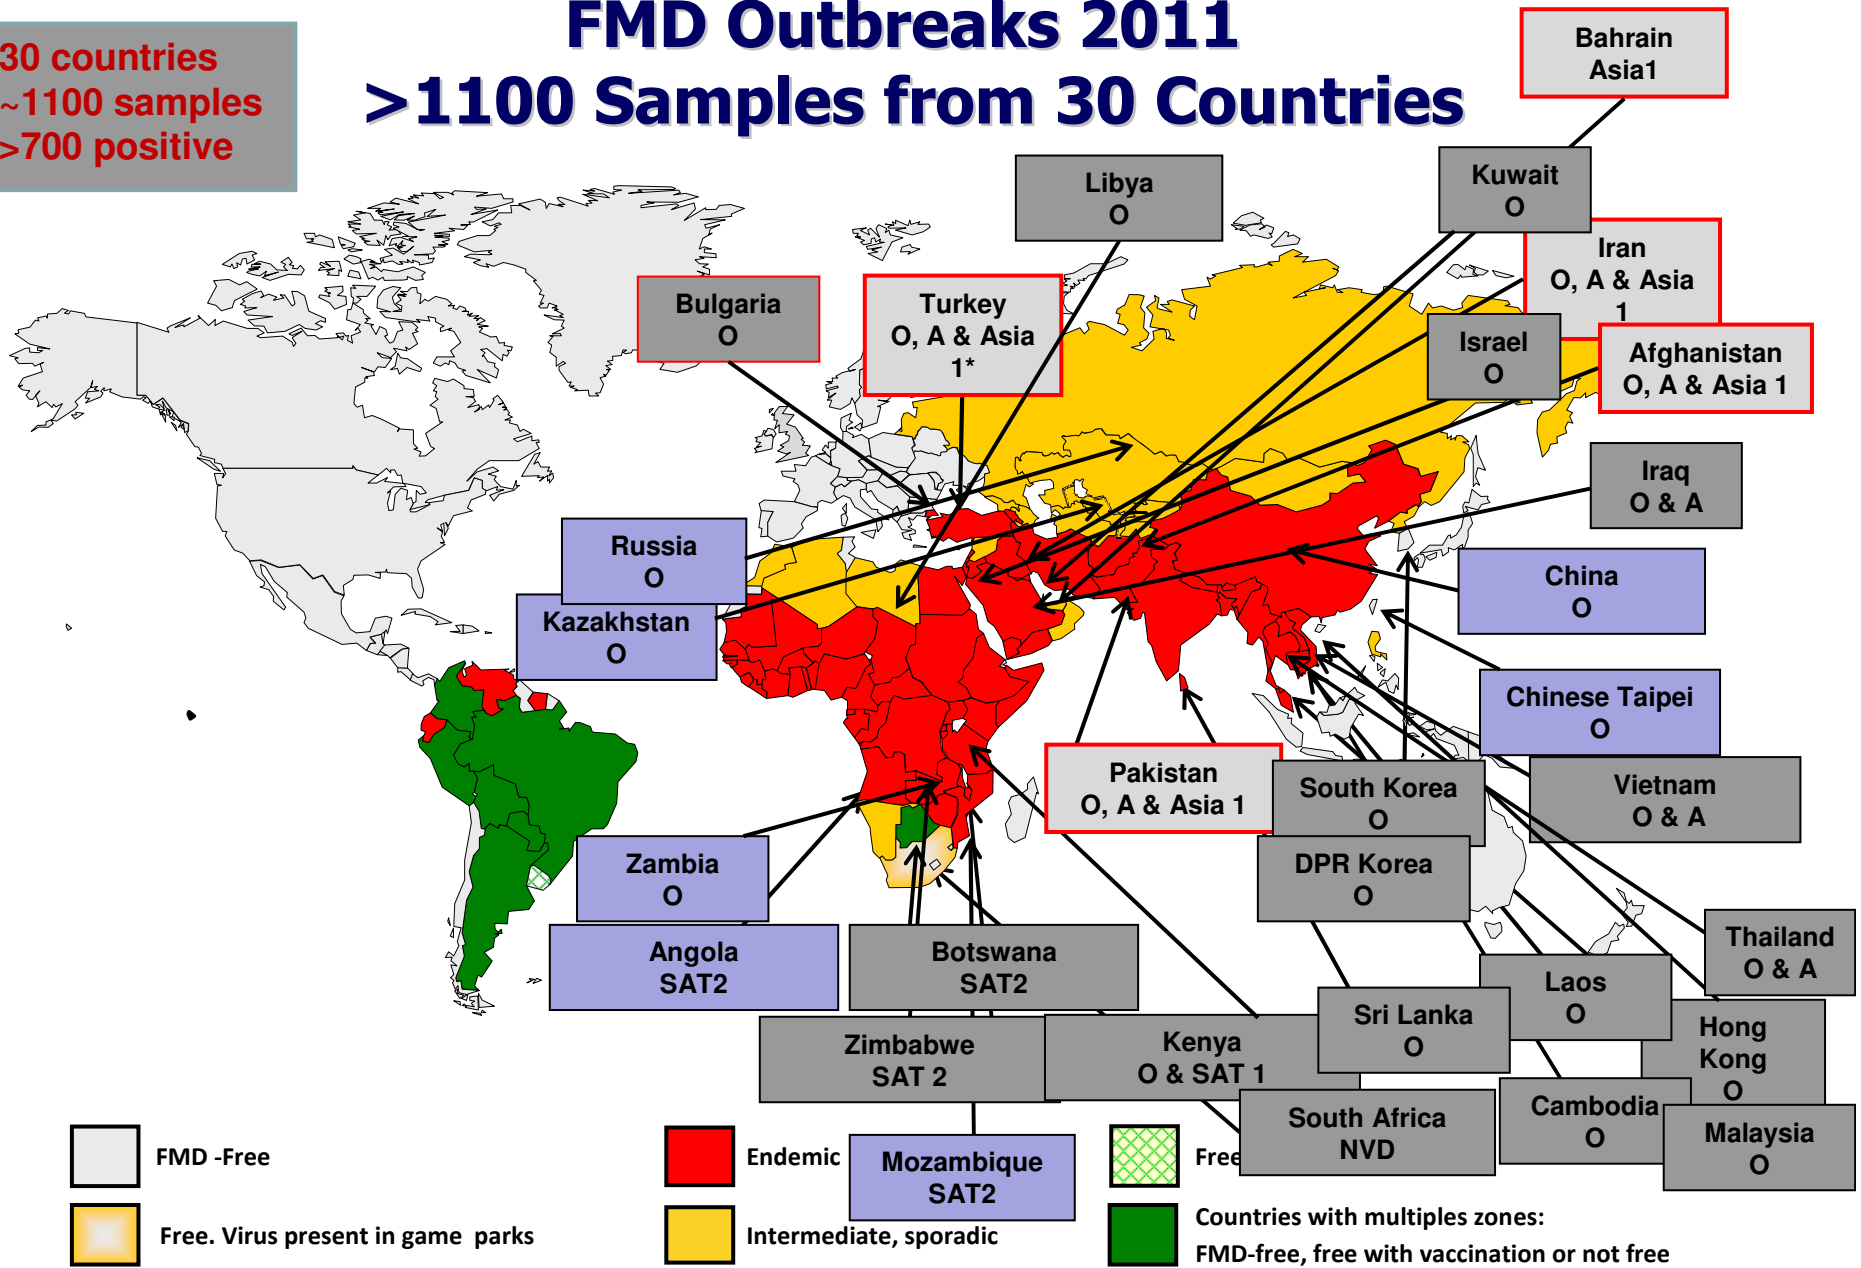 FMD Outbreaks 2011
>1100 Samples from 30 Countries
30 countries
~1100 samples
>700 positive
Bahrain
Asia1
Libya
O
Kuwait
O
Iran
O, A & Asia
1
Bulgaria
O
Turkey
O, A & Asia
1*
Israel
O
Afghanistan
O, A & Asia 1
Iraq
O & A
Russia
O
China
O
Kazakhstan
O
Chinese Taipei
O
Pakistan
O, A & Asia 1
South Korea
O
Vietnam
O & A
Zambia
O
DPR Korea
O
Angola
SAT2
Botswana
SAT2
Thailand
O & A
Laos
O
Sri Lanka
O
Hong
Kong
O
Zimbabwe
SAT 2
Kenya
O & SAT 1
Cambodia
O
South Africa
NVD
Malaysia
O
Mozambique
SAT2
FMD -Free
Endemic
Free
Free. Virus present in game parks
Intermediate, sporadic
Countries with multiples zones:
FMD-free, free with vaccination or not free